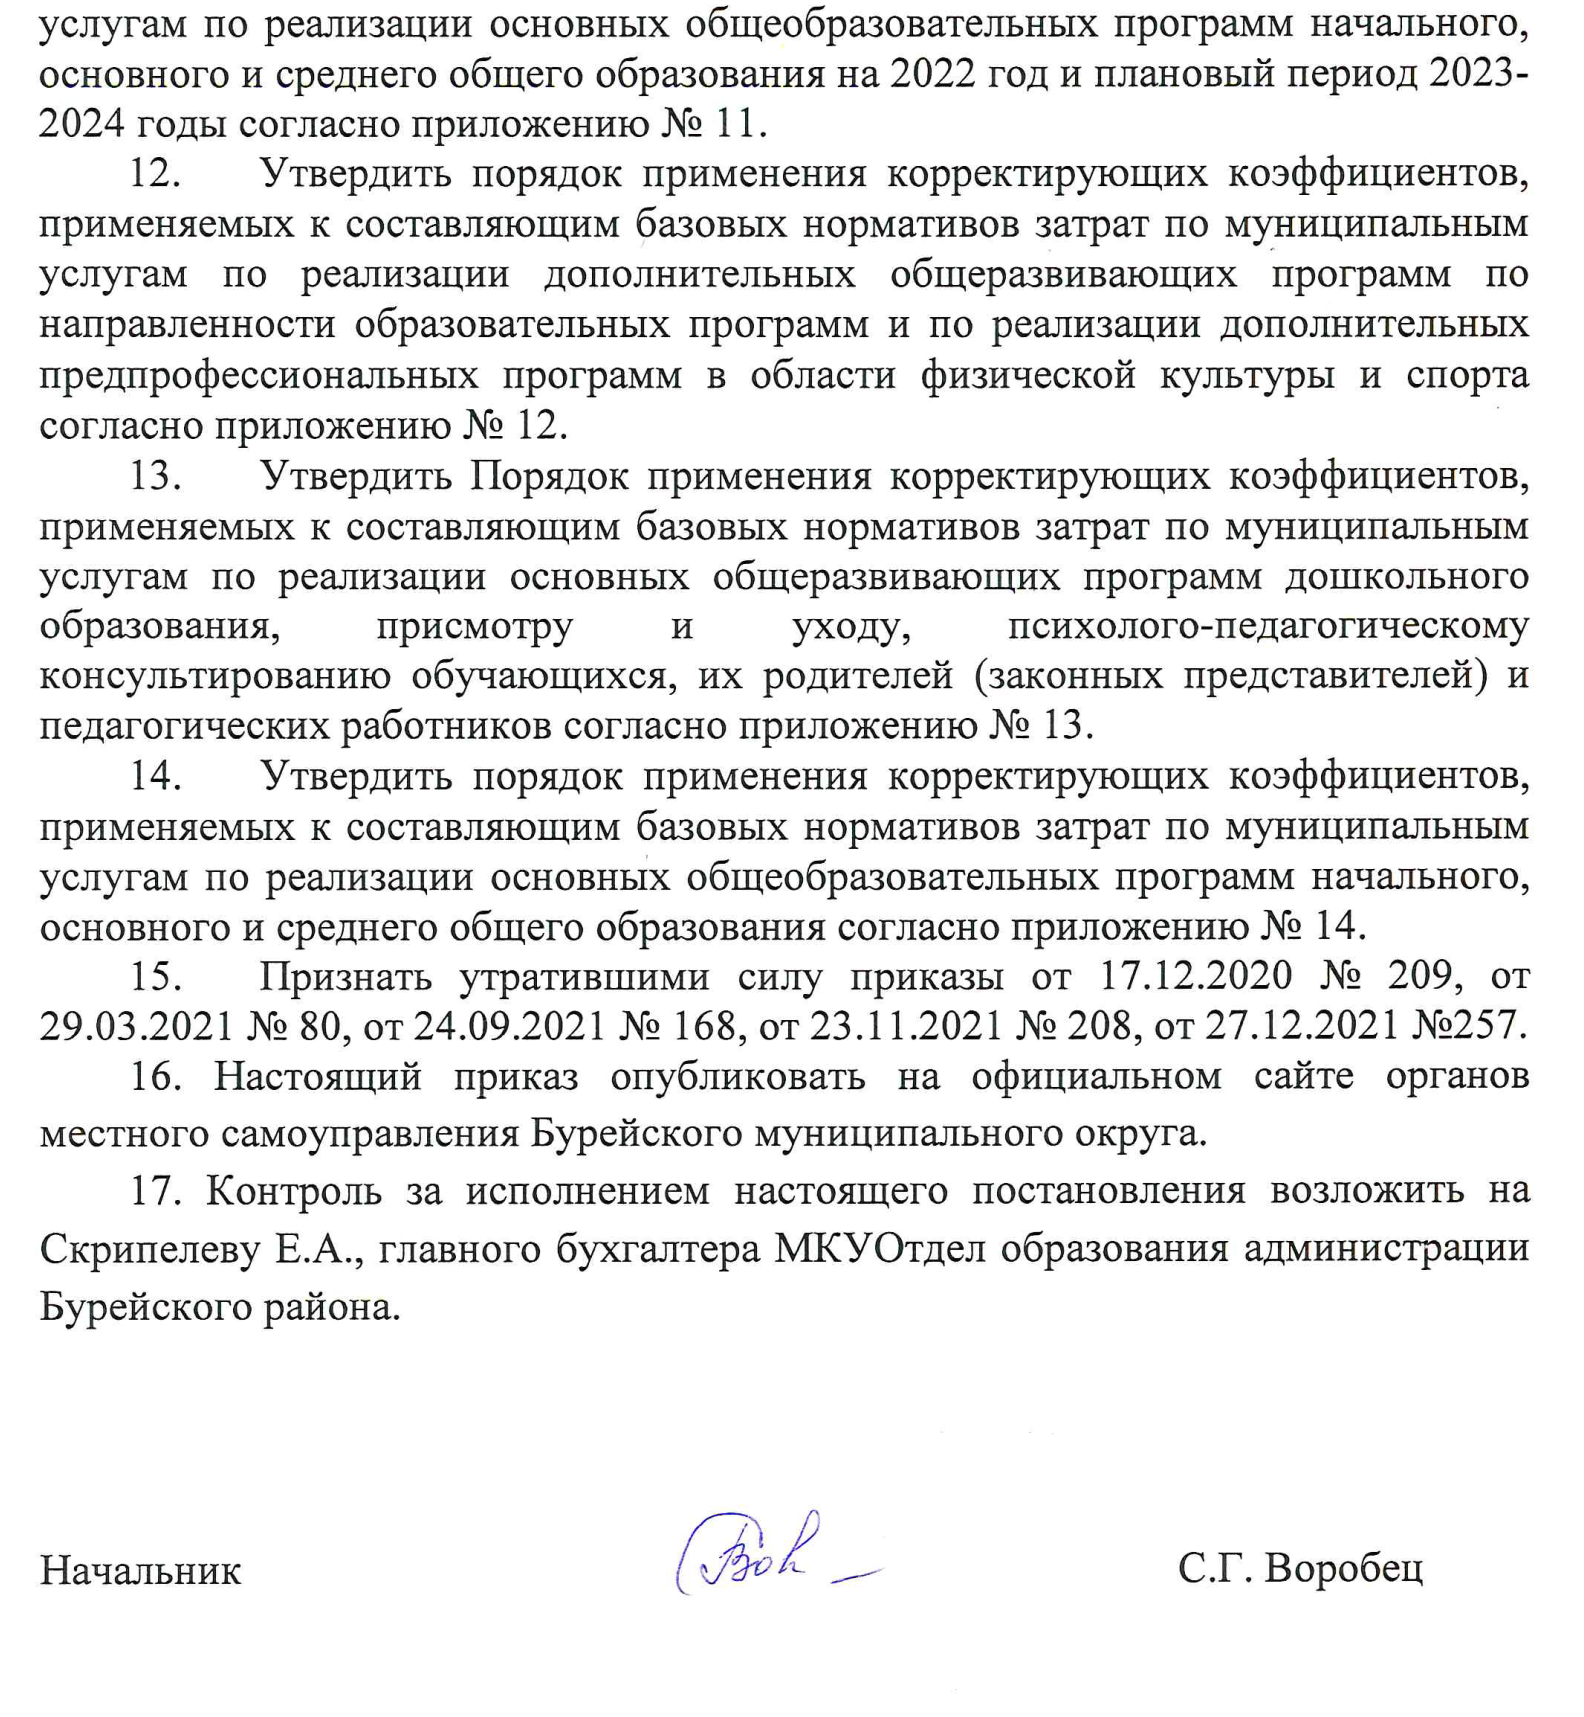 услугам по реализации основных общеобразовательных программ начального,
основного и среднего общего образования на 2022 год и плановый период 2023-
2024 годы согласно приложению № 11.
12. Утвердить порядок применения корректирующих коэффициентов,
применяемых к составляющим базовых нормативов затрат по муниципальным
услугам по реализации дополнительных общеразвивающих программ по
направленности образовательных программ и по реализации дополнительных
предпрофессиональных программ в области физической культуры и спорта
согласно приложению № 12.
13. Утвердить Порядок применения корректирующих коэффициентов,
применяемых к составляющим базовых нормативов затрат по муниципальным
услугам по реализации основных общеразвивающих программ дошкольного
образования, присмотру и уходу, психолого-педагогическому
консультированию обучающихся, их родителей (законных представителей) и
педагогических работников согласно приложению № 13.
14. Утвердить порядок применения корректирующих коэффициентов,
применяемых к составляющим базовых нормативов затрат по муниципальным
услугам по реализации основных общеобразовательных программ начального,
основного и среднего общего образования согласно приложению № 14.
15. Признать утратившими силу приказы от 17.12.2020 № 209, от
29.03.2021 № 80, от 24.09.2021 № 168, от 23.11.2021 № 208, от 27.12.2021 №257.
16. Настоящий приказ опубликовать на официальном сайте органов
местного самоуправления Бурейского муниципального округа.
17. Контроль за исполнением настоящего постановления возложить на
Скрипелеву Е.А., главного бухгалтера МКУОтдел образования администрации
Бурейского района.
Начальник С.Г. Воробец